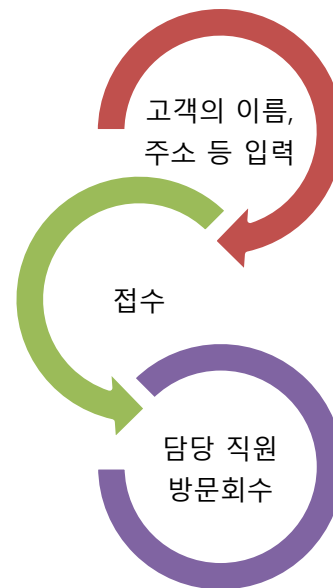 고객의 이름,
주소 등 입력
접수
담당 직원
방문회수